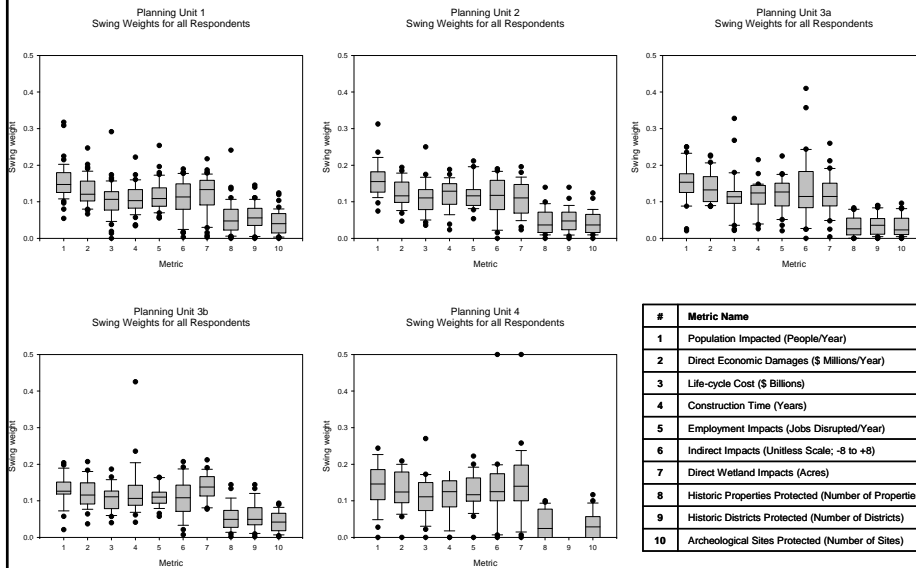 Planning Unit 1
Swing Weights for all Respondents
Swing weight
0.5
0.4
0.3
0.2
0.1
0.0
1 2 3 4 5 6 7 8 9 10
Metric
Planning Unit 2
Swing Weights for all Respondents
Swing weight
0.5
0.4
0.3
0.2
0.1
0.0
1 2 3 4 5 6 7 8 9 10
Metric
Planning Unit 3a
Swing Weights for all Respondents
Swing weight
0.5
0.4
0.3
0.2
0.1
0.0
1 2 3 4 5 6 7 8 9 10
Metric
Planning Unit 3b
Swing Weights for all Respondents
Swing weight
0.5
0.4
0.3
0.2
0.1
0.0
1 2 3 4 5 6 7 8 9 10
Metric
Planning Unit 4
Swing Weights for all Respondents
Swing weight
0.5
0.4
0.3
0.2
0.1
0.0
1 2 3 4 5 6 7 8 9 10
Metric
# Metric Name
1 Population Impacted (People/Year)
2 Direct Economic Damages ($ Millions/Year)
3 Life-cycle Cost ($ Billions)
4 Construction Time (Years)
5 Employment Impacts (Jobs Disrupted/Year)
6 Indirect Impacts (Unitless Scale; -8 to +8)
7 Direct Wetland Impacts (Acres)
8 Historic Properties Protected (Number of Propertie
9 Historic Districts Protected (Number of Districts)
10 Archeological Sites Protected (Number of Sites)